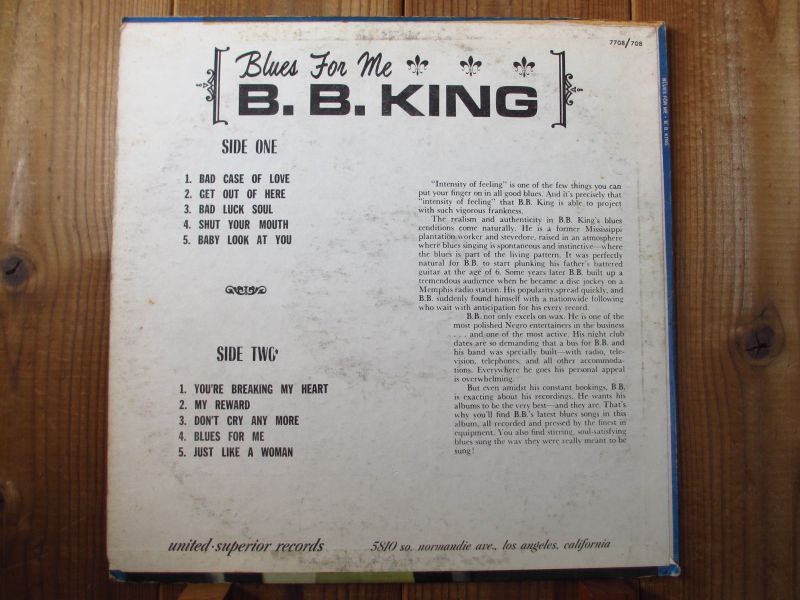 7708/708
Blues For Me
B. B. KING
BLUES FOR ME • B. B. KING
SIDE ONE
1. BAD CASE OF LOVE
2. GET OUT OF HERE
3. BAD LUCK SOUL
4. SHUT YOUR MOUTH
5. BABY LOOK AT YOU
SIDE TWO
1. YOU'RE BREAKING MY HEART
2. MY REWARD
3. DON'T CRY ANY MORE
4. BLUES FOR ME
5. JUST LIKE A WOMAN
"Intensity of feeling" is one of the few things you can
put your finger on in all good blues. And it's precisely that
"intensity of feeling" that B.B. King is able to project
with such vigorous frankness.
The realism and authenticity in B.B. King's blues
renditions come naturally. He is a former Mississippi
plantation worker and stevedore, raised in an atmosphere
where blues singing is spontaneous and instinctive—where
the blues is part of the living pattern. It was perfectly
natural for B.B. to start plunking his father's battered
guitar at the age of 6. Some years later B.B. built up a
tremendous audience when he became a disc jockey on a
Memphis radio station. His popularity spread quickly, and
B.B. suddenly found himself with a nationwide following
who wait with anticipation for his every record.
B.B. not only excels on wax. He is one of the
most polished Negro entertainers in the business
. . . . and one of the most active. His night club
dates are so demanding that a bus for B.B. and
his band was specially built—with radio, tele-
vision, telephones, and all other accommoda-
tions. Everywhere he goes his personal appeal
is overwhelming.
But even amidst his constant bookings, B.B.
is exacting about his recordings. He wants his
albums to be the very best—and they are. That's
why you'll find B.B.'s latest blues songs in this
album, all recorded and pressed by the finest in
equipment. You also find stirring, soul-satisfying
blues sung the way they were really meant to be
sung!
united·superior records
5810 so. normandie ave., los angeles, california